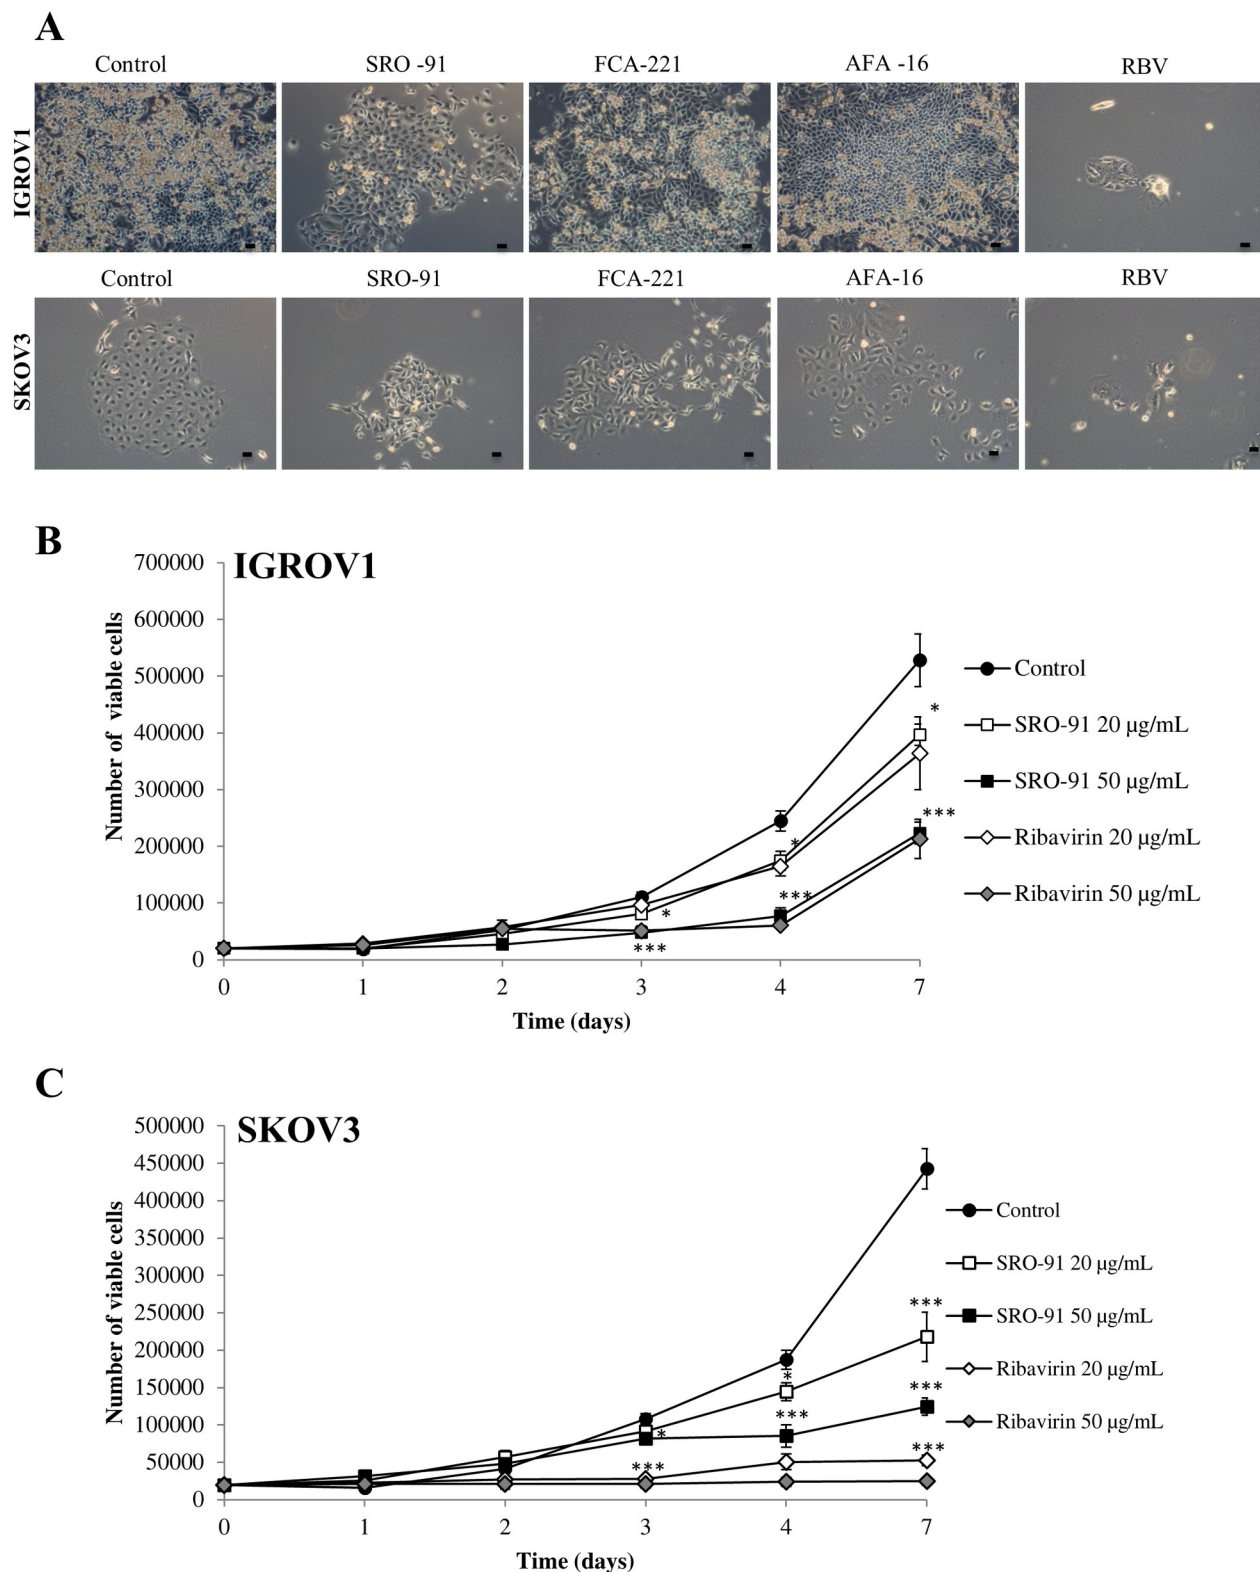 A
Control SRO -91 FCA-221 AFA -16 RBV
IGROV1
Control SRO-91 FCA-221 AFA-16 RBV
SKOV3
B
IGROV1
700000
600000
500000
400000
300000
200000
100000
0
Number of viable cells
*
***
*
***
*
***
Control
SRO-91 20 µg/mL
SRO-91 50 µg/mL
Ribavirin 20 µg/mL
Ribavirin 50 µg/mL
0 1 2 3 4 7
Time (days)
C
SKOV3
500000
450000
400000
350000
300000
250000
200000
150000
100000
50000
0
Number of viable cells
***
*
***
***
*
***
***
Control
SRO-91 20 µg/mL
SRO-91 50 µg/mL
Ribavirin 20 µg/mL
Ribavirin 50 µg/mL
0 1 2 3 4 7
Time (days)